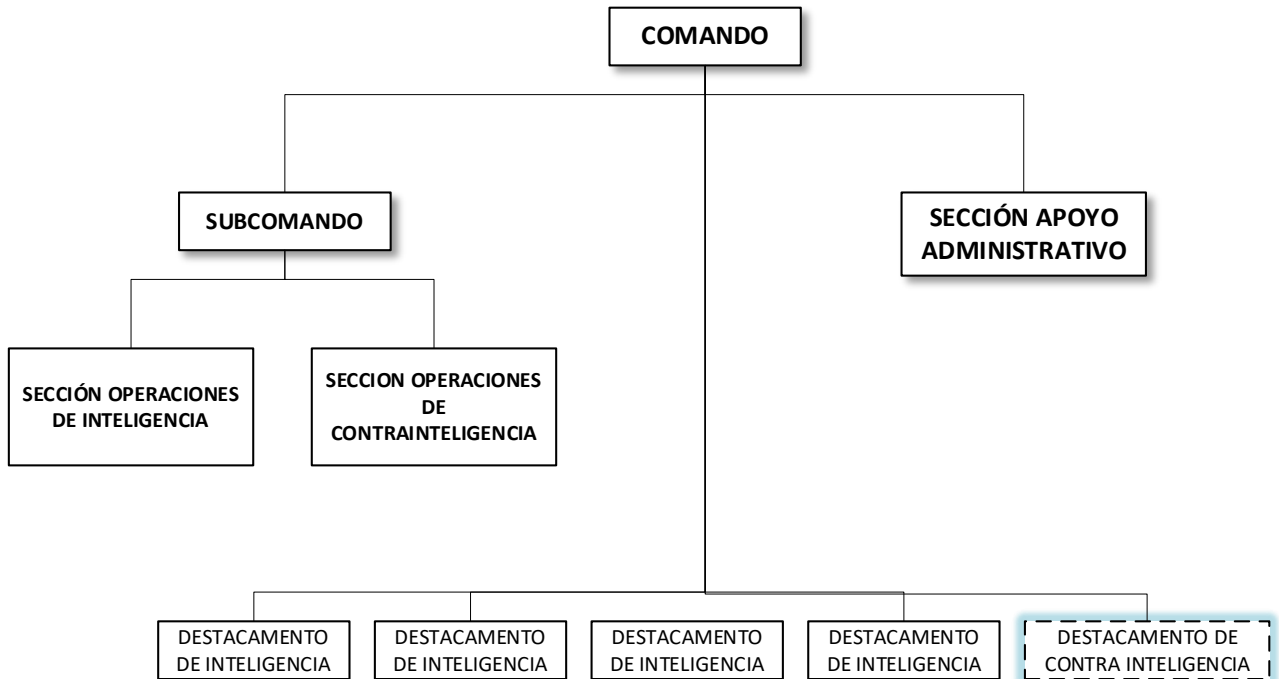 COMANDO
SUBCOMANDO
SECCIÓN APOYO
ADMINISTRATIVO
SECCIÓN OPERACIONES
DE INTELIGENCIA
SECCION OPERACIONES
DE
CONTRAINTELIGENCIA
DESTACAMENTO
DE INTELIGENCIA
DESTACAMENTO
DE INTELIGENCIA
DESTACAMENTO
DE INTELIGENCIA
DESTACAMENTO
DE INTELIGENCIA
DESTACAMENTO DE
CONTRA INTELIGENCIA